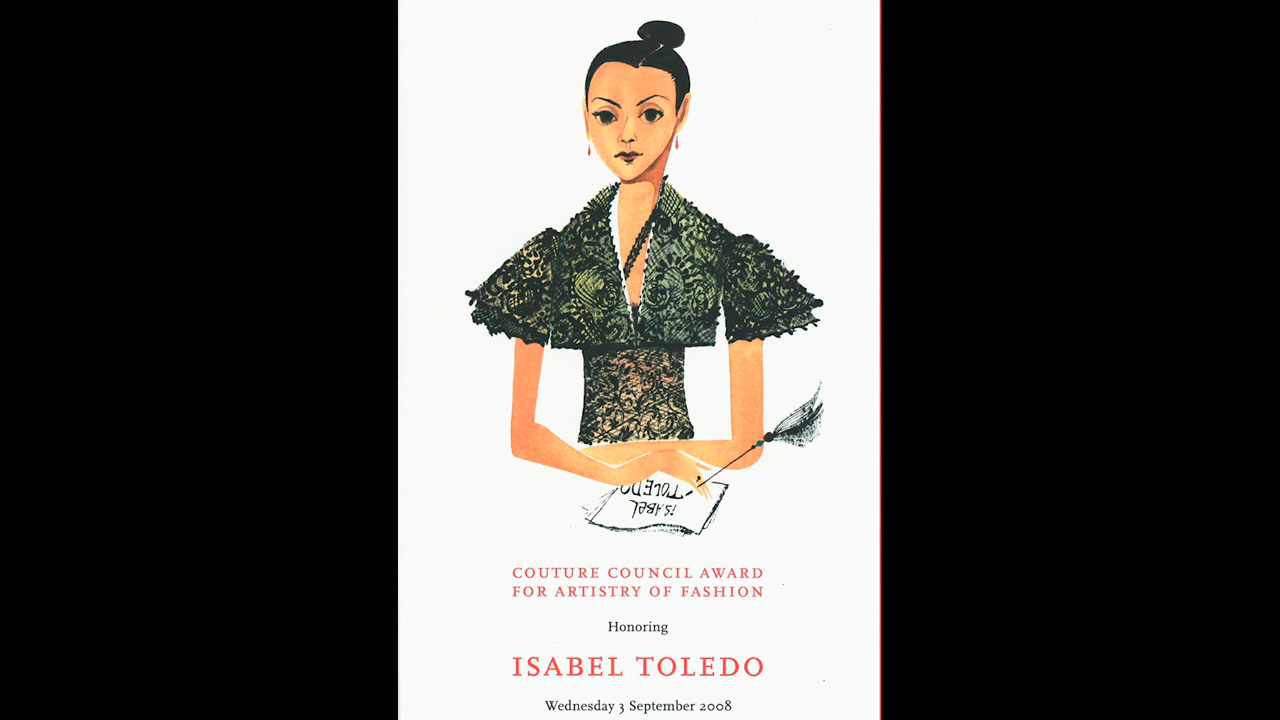 iSABEL
TOLEDO
COUTURE COUNCIL AWARD
FOR ARTISTRY OF FASHION
Honoring
ISABEL TOLEDO
Wednesday 3 September 2008